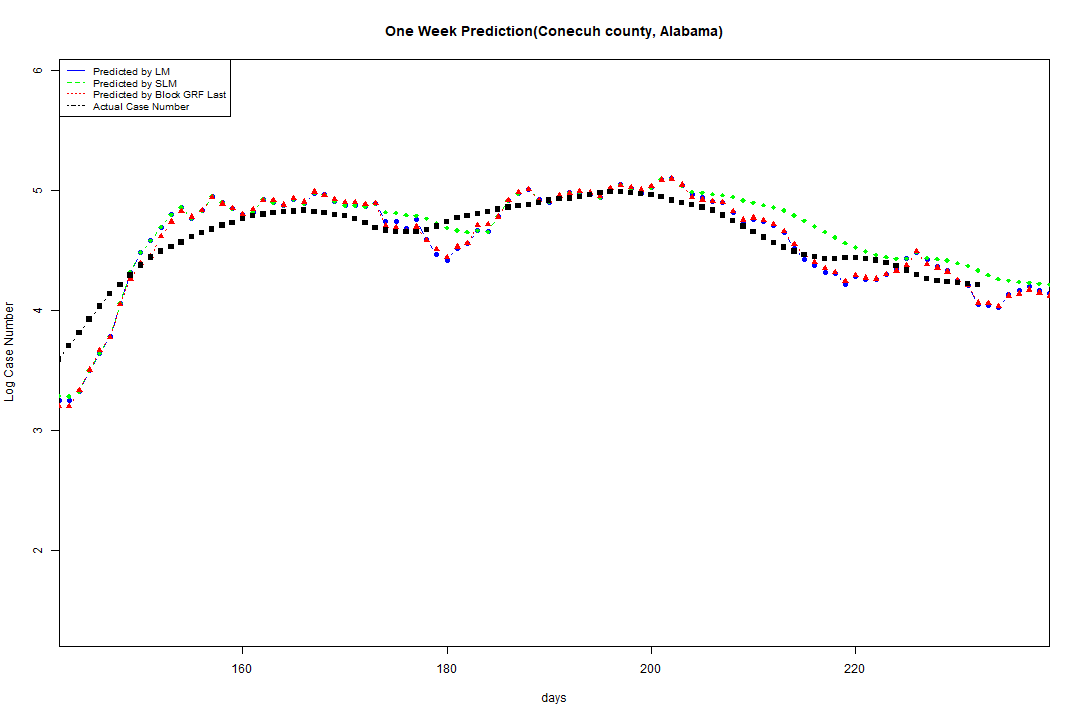 One Week Prediction(Conecuh county, Alabama)
Predicted by LM
Predicted by SLM
Predicted by Block GRF Last
Actual Case Number
6
5
4
3
2
Log Case Number
160 180 200 220
days